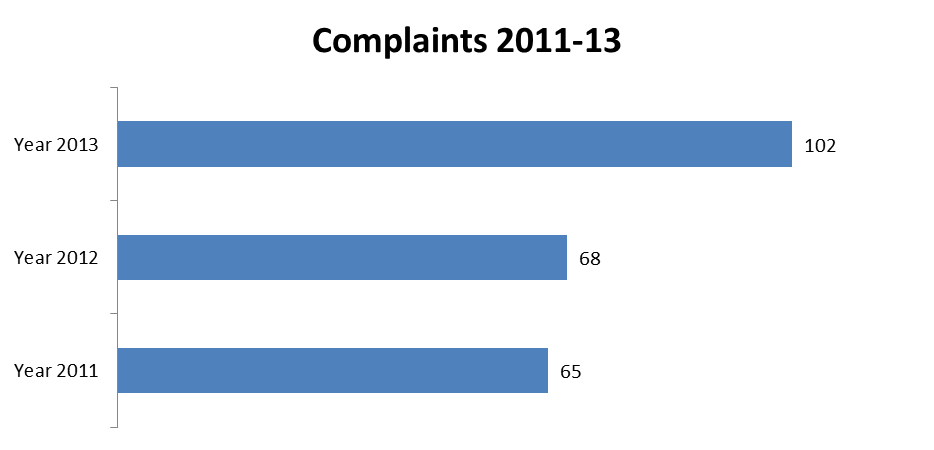 Complaints 2011-13
Year 2013
102
Year 2012
68
Year 2011
65